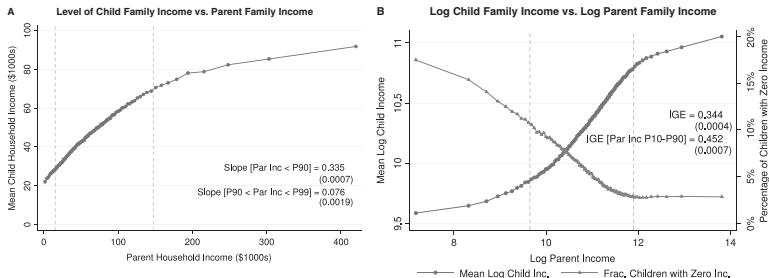 A
Level of Child Family Income vs. Parent Family Income
Mean Child Household Income ($1000s)
100
80
60
40
20
0
Slope [Par Inc < P90] = 0.335
(0.0007)
Slope [P90 < Par Inc < P99] = 0.076
(0.0019)
0
100
200
300
400
Parent Household Income ($1000s)
B
Log Child Family Income vs. Log Parent Family Income
Mean Log Child Income
11
10.5
10
9.5
IGE = 0.344
(0.0004)
IGE [Par Inc P10-P90] = 0.452
(0.0007)
20%
15%
10%
5%
0%
Percentage of Children with Zero Income
8
10
12
14
Log Parent Income
Mean Log Child Inc.
Frac. Children with Zero Inc.